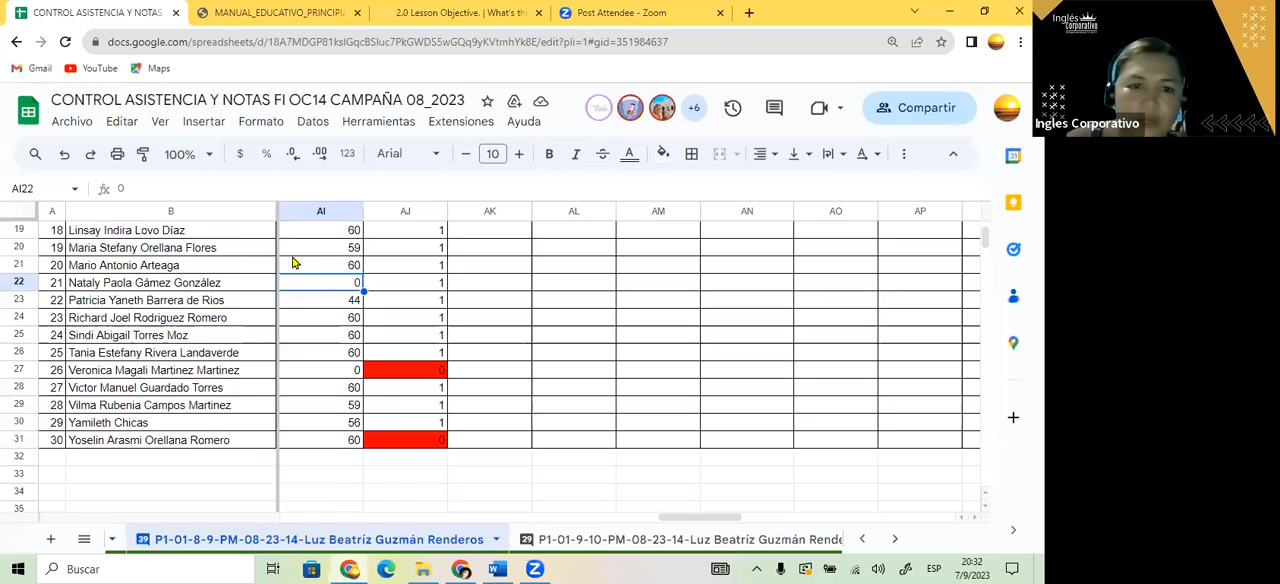 CONTROL ASISTENCIA Y NOTAS
MANUAL_EDUCATIVO_PRINCIPI
2.0 Lesson Objective. | What's th
Post Attendee - Zoom
docs.google.com/spreadsheets/d/18A7MDGP81kslGqcBSluc7PkGWDS5wGQq9yKVtmhYk8E/edit?pli=1#gid=351984637
Gmail YouTube Maps
CONTROL ASISTENCIA Y NOTAS FI OC14 CAMPAÑA 08_2023
+6
Compartir
Archivo Editar Ver Insertar Formato Datos Herramientas Extensiones Ayuda
100% $ % .0 .00 123 Arial 10 B I A
AI22 fx 0
A B AI AJ AK AL AM AN AO AP
19 18 Linsay Indira Lovo Díaz 60 1
20 19 Maria Stefany Orellana Flores 59 1
21 20 Mario Antonio Arteaga 60 1
22 21 Nataly Paola Gámez González 0 1
23 22 Patricia Yaneth Barrera de Rios 44 1
24 23 Richard Joel Rodriguez Romero 60 1
25 24 Sindi Abigail Torres Moz 60 1
26 25 Tania Estefany Rivera Landaverde 60 1
27 26 Veronica Magali Martinez Martinez 0 0
28 27 Victor Manuel Guardado Torres 60 1
29 28 Vilma Rubenia Campos Martinez 59 1
30 29 Yamileth Chicas 56 1
31 30 Yoselin Arasmi Orellana Romero 60 0
32
33
34
35
39 P1-01-8-9-PM-08-23-14-Luz Beatríz Guzmán Renderos
29 P1-01-9-10-PM-08-23-14-Luz Beatríz Guzmán Rende
Buscar
ESP
20:32
7/9/2023
Inglés
Corporativo
Ingles Corporativo
31